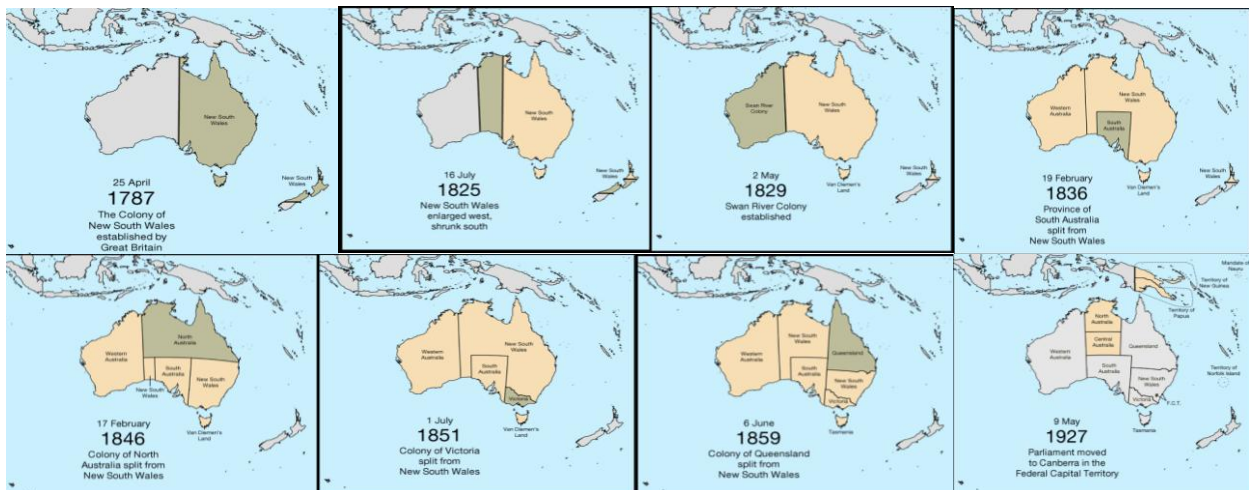 New South
Wales
New South
Wales
25 April
1787
The Colony of
New South Wales
established by
Great Britain
New South
Wales
New South
Wales
16 July
1825
New South Wales
enlarged west,
shrunk south
Swan River
Colony
New South
Wales
New South
Wales
Van Diemen's
Land
2 May
1829
Swan River Colony
established
Western
Australia
New South
Wales
South
Australia
New South
Wales
Van Diemen's
Land
19 February
1836
Province of
South Australia
split from
New South Wales
North
Australia
Western
Australia
South
Australia
New South
Wales
New South
Wales
Van Diemen's
Land
17 February
1846
Colony of North
Australia split from
New South Wales
Western
Australia
New South
Wales
South
Australia
Victoria
Van Diemen's
Land
1 July
1851
Colony of Victoria
split from
New South Wales
New South
Wales
Queensland
Western
Australia
South
Australia
New South
Wales
Victoria
Tasmania
6 June
1859
Colony of Queensland
split from
New South Wales
Mandate of
Nauru
Territory of
New Guinea
Territory of
Papua
North
Australia
Central
Australia
Queensland
Western
Australia
South
Australia
Territory of
Norfolk Island
New South
Wales
Victoria
F.C.T.
Tasmania
9 May
1927
Parliament moved
to Canberra in the
Federal Capital Territory